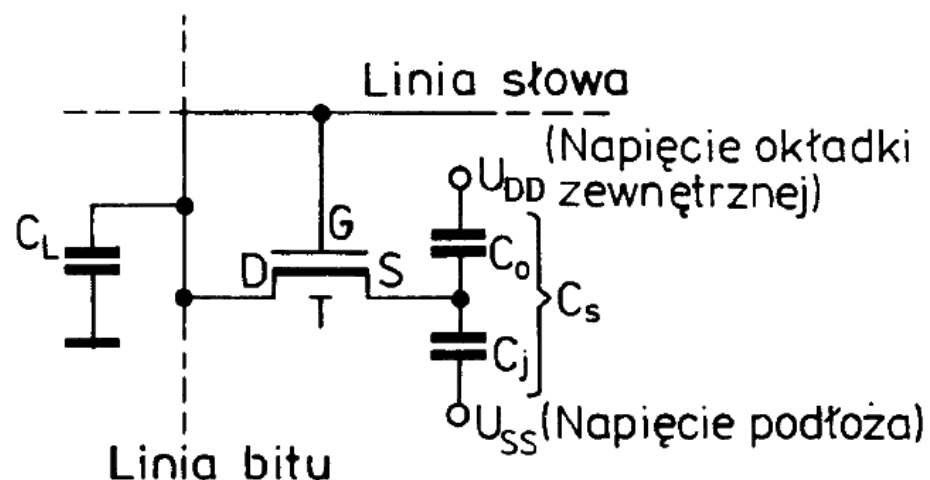 Linia słowa
(Napięcie okładki
U_DD zewnętrznej)
C_L
G
D
S
T
C_o
C_s
C_j
U_SS (Napięcie podłoża)
Linia bitu